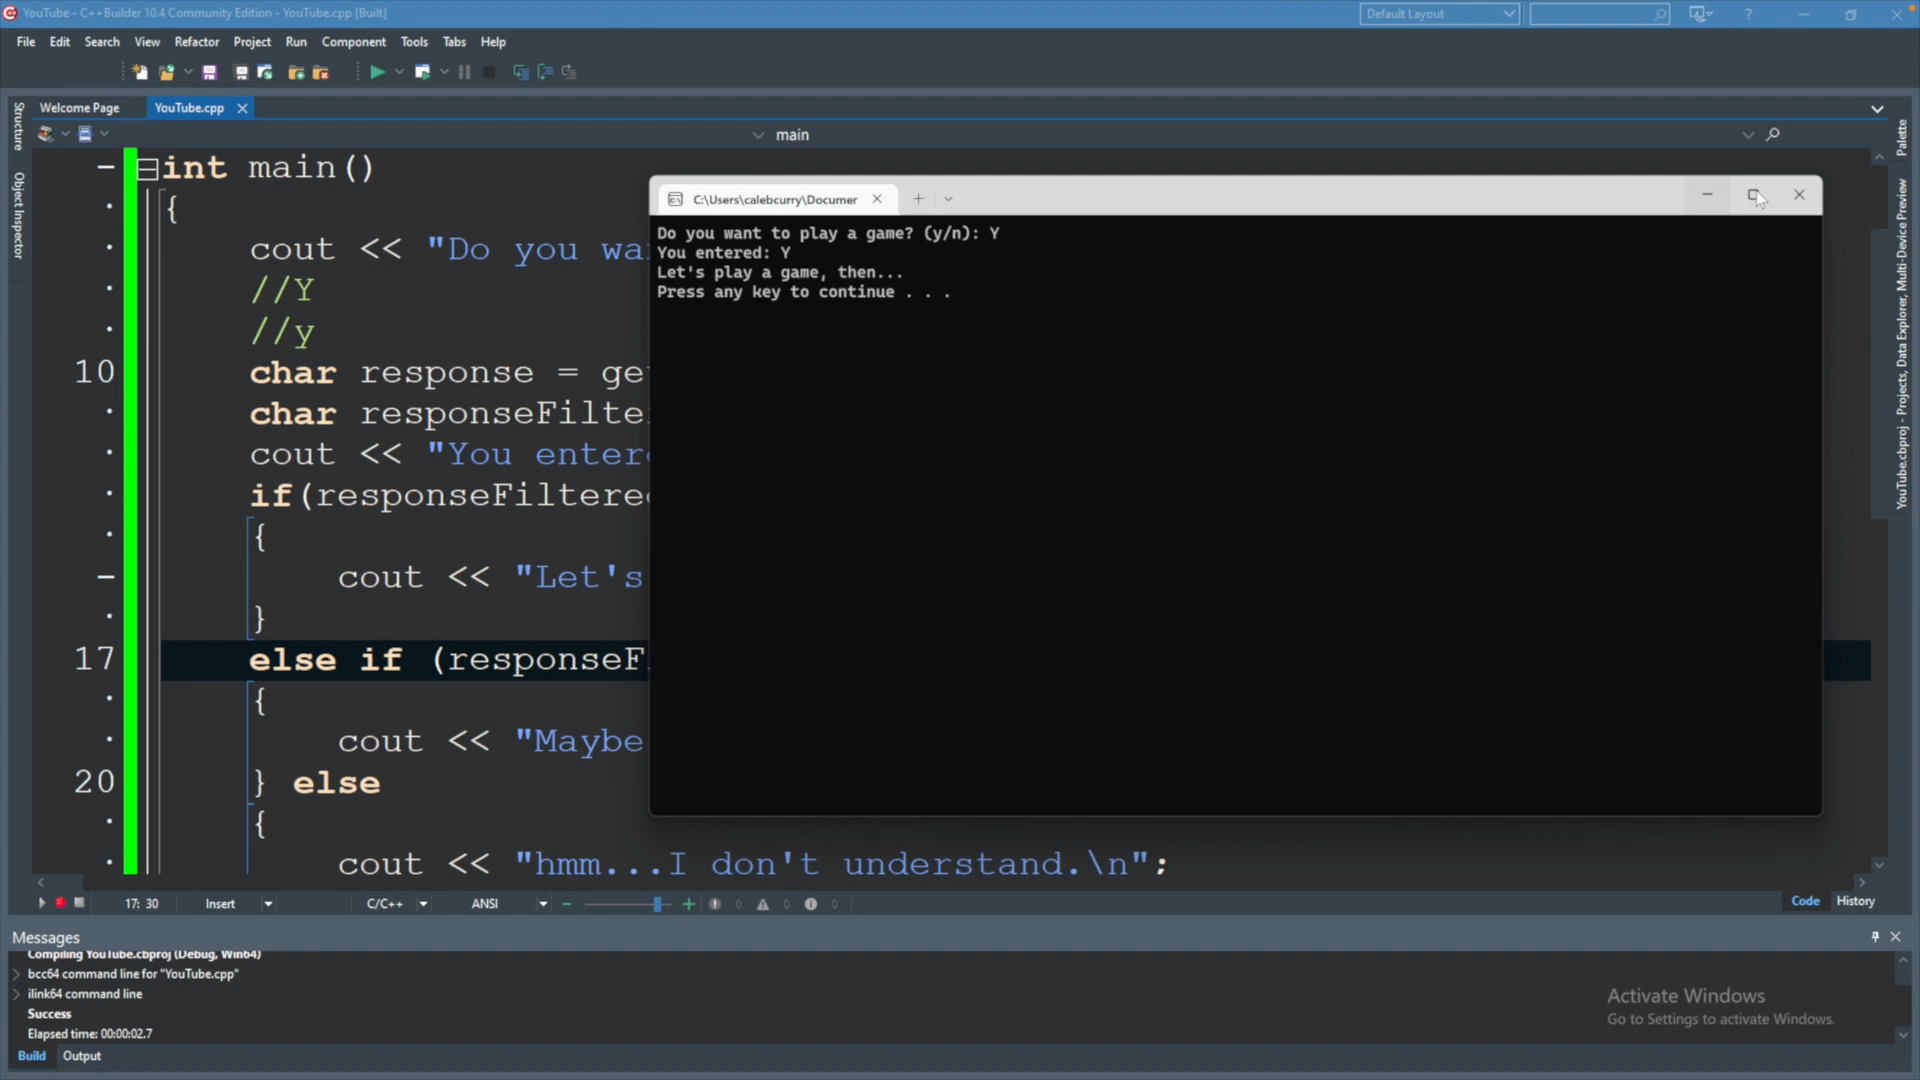 YouTube - C++Builder 10.4 Community Edition - YouTube.cpp [Built]
Default Layout
?
File Edit Search View Refactor Project Run Component Tools Tabs Help
Welcome Page YouTube.cpp
main
Structure
Object Inspector
Palette
YouTube.cbproj - Projects, Data Explorer, Multi-Device Preview
int main()
{
cout << "Do you wa
//Y
//y
10 char response = ge
char responseFilte
cout << "You enter
if(responseFiltere
{
cout << "Let's
}
17 else if (responseF
{
cout << "Maybe
20 } else
{
cout << "hmm...I don't understand.\n";
C:\Users\calebcurry\Documer
Do you want to play a game? (y/n): Y
You entered: Y
Let's play a game, then...
Press any key to continue . . .
17: 30 Insert C/C++ ANSI 0 0 0
Code History
Messages
Compiling YouTube.cbproj (Debug, Win64)
bcc64 command line for "YouTube.cpp"
ilink64 command line
Success
Elapsed time: 00:00:02.7
Build Output
Activate Windows
Go to Settings to activate Windows.